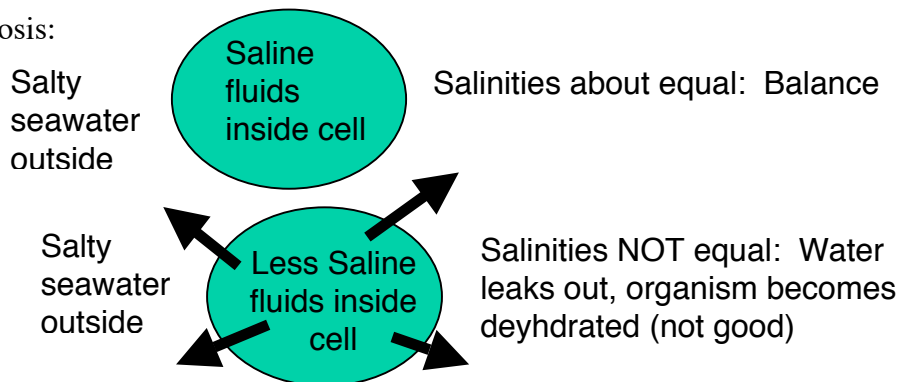 osis:
Salty
seawater
outside
Saline
fluids
inside cell
Salinities about equal:  Balance
Salty
seawater
outside
Less Saline
fluids inside
cell
Salinities NOT equal:  Water
leaks out, organism becomes
deyhdrated (not good)